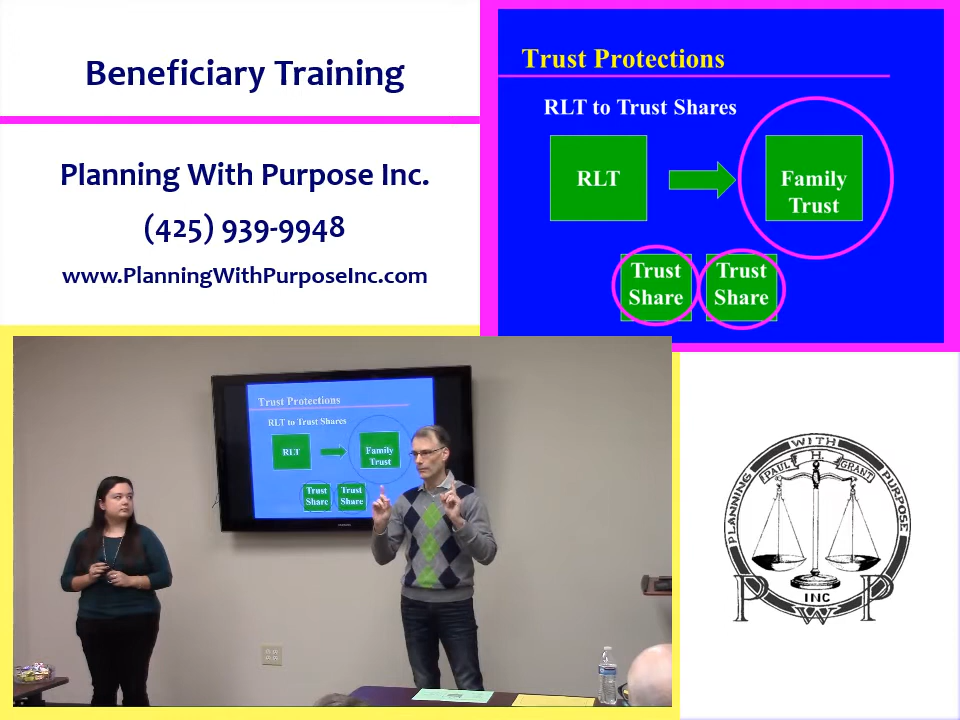 Beneficiary Training
Planning With Purpose Inc.
(425) 939-9948
www.PlanningWithPurposeInc.com
Trust Protections
RLT to Trust Shares
RLT
Family
Trust
Trust
Share
Trust
Share
Trust Protections
RLT to Trust Shares
RLT
Family
Trust
Trust
Share
Trust
Share
PLANNING WITH PURPOSE
PAUL H. GRANT
INC
PWP